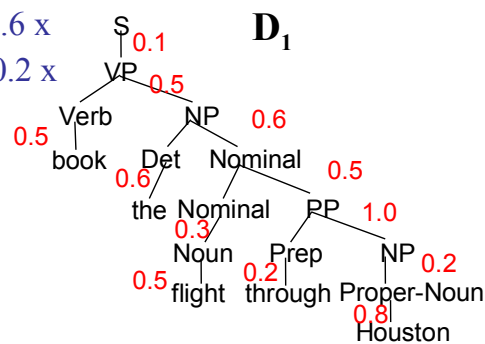 .6 x S D1
0.1
0.2 x VP
0.5
Verb NP 0.6
0.5
book Det Nominal
0.6 0.5
the Nominal PP 1.0
0.3
Noun Prep NP 0.2
0.5 0.2
flight through Proper-Noun
0.8
Houston